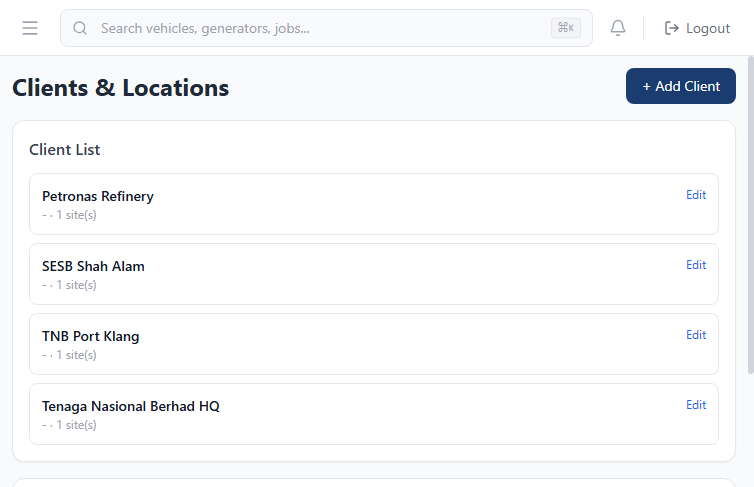 Search vehicles, generators, jobs...
⌘K
Logout
Clients & Locations
+ Add Client
Client List
Petronas Refinery
Edit
- · 1 site(s)
SESB Shah Alam
Edit
- · 1 site(s)
TNB Port Klang
Edit
- · 1 site(s)
Tenaga Nasional Berhad HQ
Edit
- · 1 site(s)